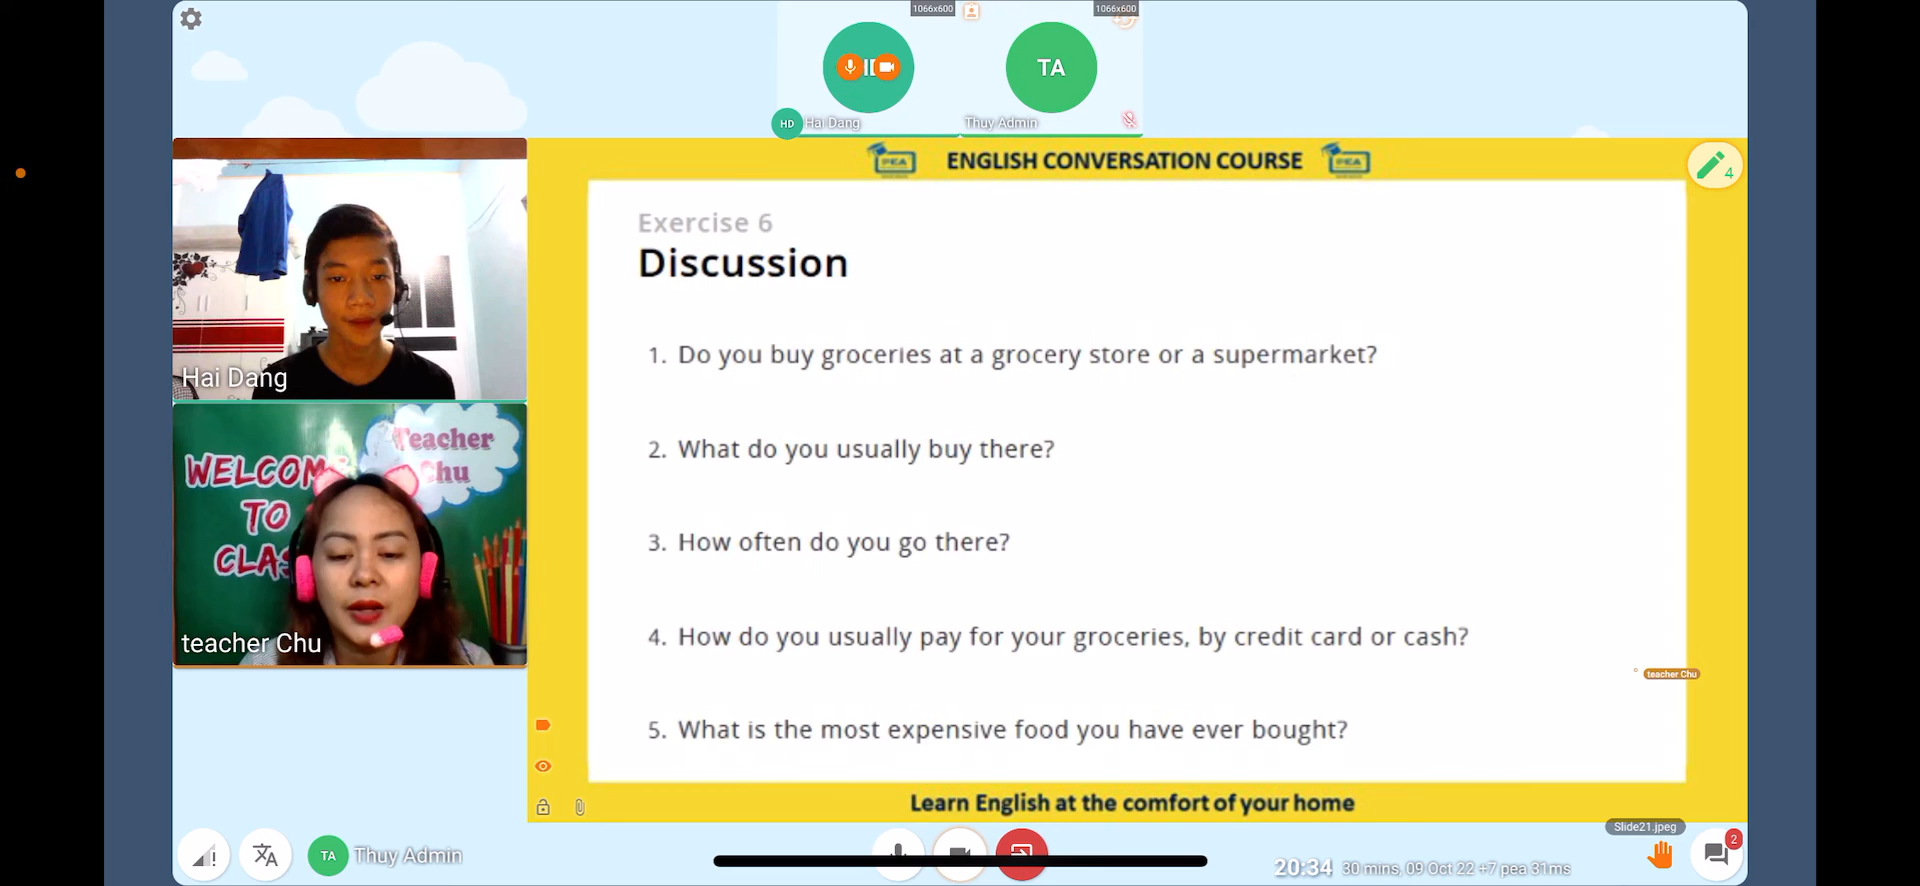 1066x600
1066x600
HD
TA
Hai Dang
Thuy Admin
PEA
ENGLISH CONVERSATION COURSE
4
Exercise 6
Discussion
1. Do you buy groceries at a grocery store or a supermarket?
2. What do you usually buy there?
3. How often do you go there?
4. How do you usually pay for your groceries, by credit card or cash?
5. What is the most expensive food you have ever bought?
teacher Chu
Learn English at the comfort of your home
Hai Dang
Teacher
Chu
WELCOM
TO
CLAS
teacher Chu
Slide21.jpeg
TA
Thuy Admin
20:34
30 mins, 09 Oct 22 +7 pea 31ms
2